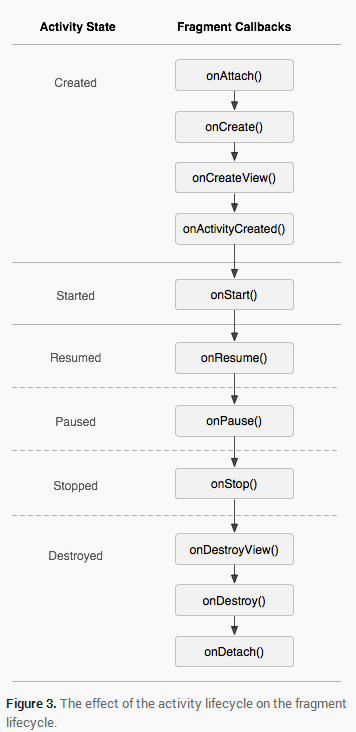 Activity State Fragment Callbacks
Created
onAttach()
onCreate()
onCreateView()
onActivityCreated()
Started
onStart()
Resumed
onResume()
Paused
onPause()
Stopped
onStop()
Destroyed
onDestroyView()
onDestroy()
onDetach()
Figure 3. The effect of the activity lifecycle on the fragment
lifecycle.